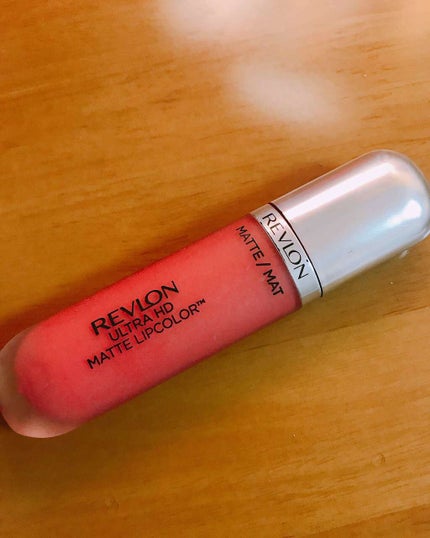 REVLON
ULTRA HD
MATTE LIPCOLOR™
MATTE / MAT
REVLON